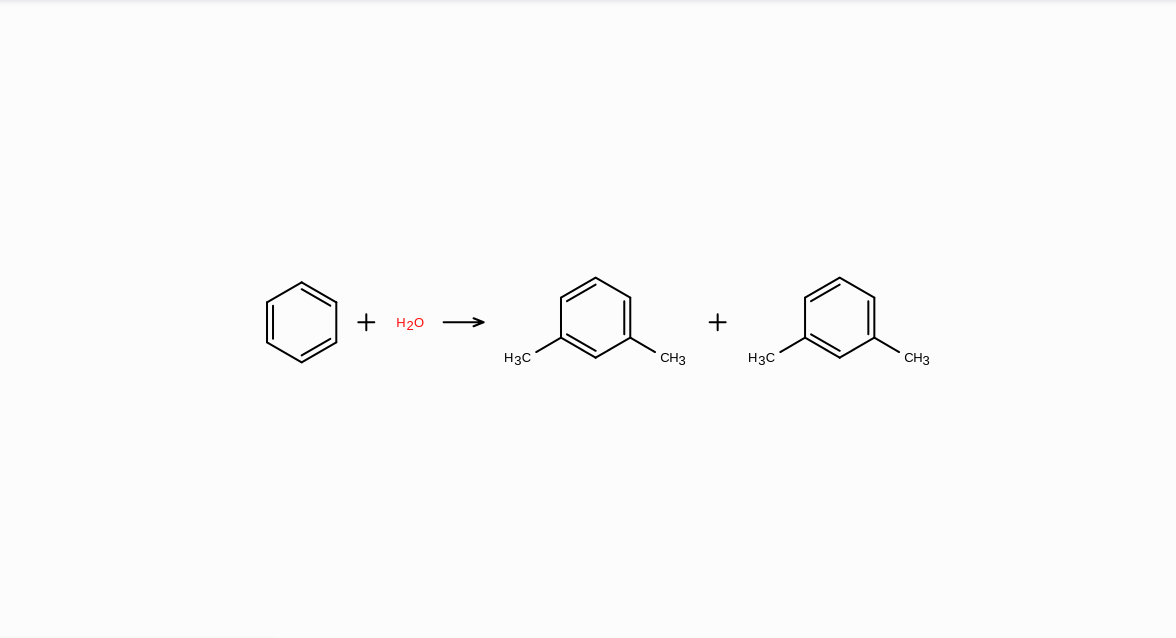 + H₂O → + 
H₃C CH₃ H₃C CH₃